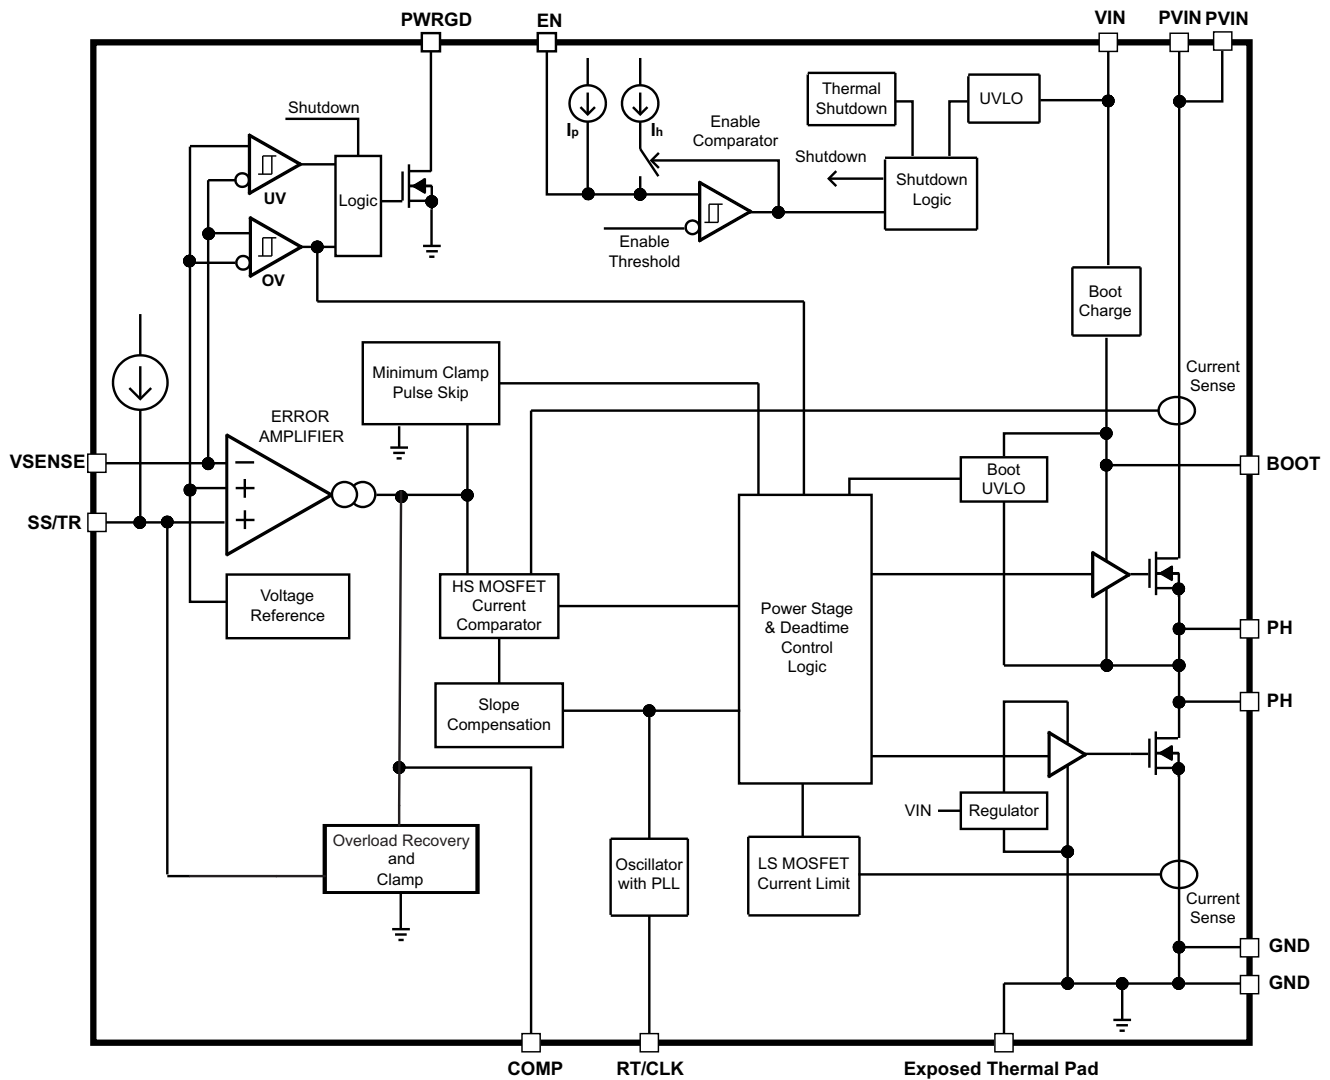 PWRGD
EN
VIN
PVIN
PVIN
Shutdown
Thermal
Shutdown
UVLO
Ip
Ih
Enable
Comparator
Shutdown
UV
Logic
Shutdown
Logic
Enable
Threshold
OV
Boot
Charge
Minimum Clamp
Pulse Skip
Current
Sense
ERROR
AMPLIFIER
VSENSE
−
+
SS/TR
+
Boot
UVLO
BOOT
Voltage
Reference
HS MOSFET
Current
Comparator
Power Stage
& Deadtime
Control
Logic
PH
PH
Slope
Compensation
VIN
Regulator
Overload Recovery
and
Clamp
Oscillator
with PLL
LS MOSFET
Current Limit
Current
Sense
GND
GND
COMP
RT/CLK
Exposed Thermal Pad